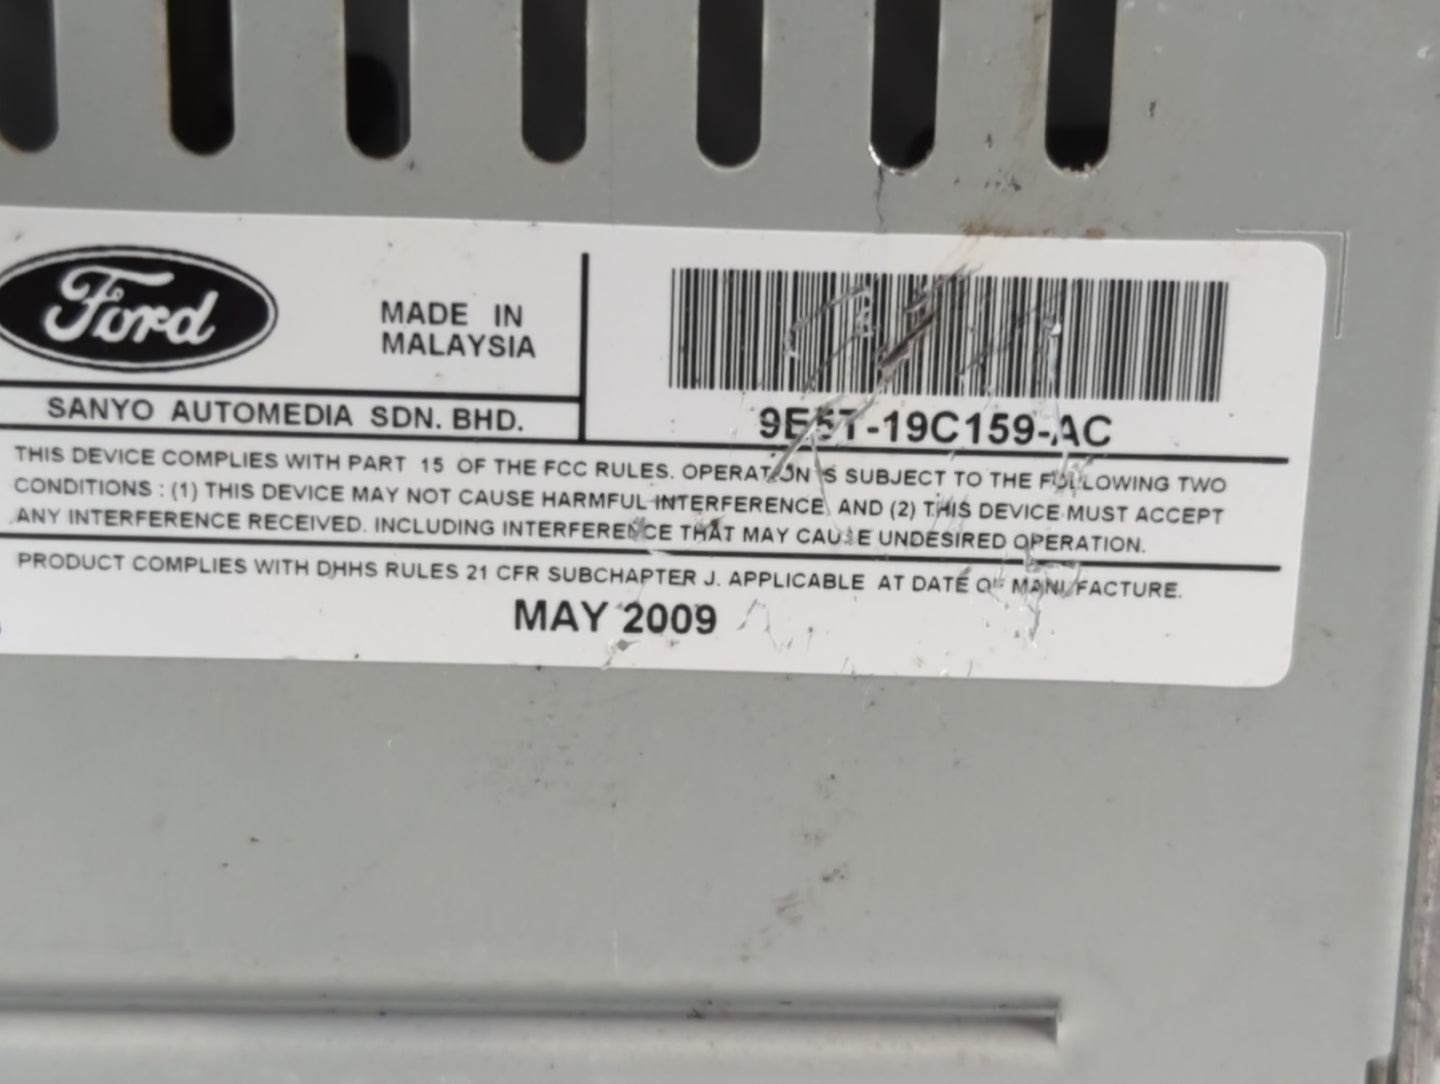 Ford
MADE IN
MALAYSIA
SANYO AUTOMEDIA SDN. BHD.
9E5T-19C159-AC
THIS DEVICE COMPLIES WITH PART 15 OF THE FCC RULES. OPERATION IS SUBJECT TO THE FOLLOWING TWO
CONDITIONS : (1) THIS DEVICE MAY NOT CAUSE HARMFUL INTERFERENCE, AND (2) THIS DEVICE MUST ACCEPT
ANY INTERFERENCE RECEIVED. INCLUDING INTERFERENCE THAT MAY CAUSE UNDESIRED OPERATION.
PRODUCT COMPLIES WITH DHHS RULES 21 CFR SUBCHAPTER J. APPLICABLE AT DATE OF MANUFACTURE.
MAY 2009